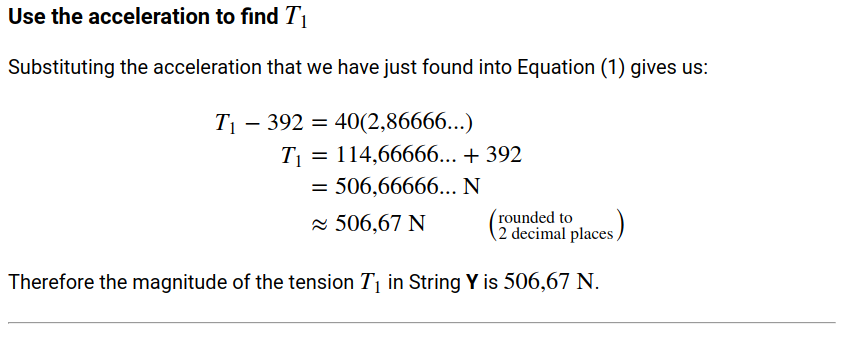 Use the acceleration to find T₁
Substituting the acceleration that we have just found into Equation (1) gives us:
T₁ − 392 = 40(2,86666...)
T₁ = 114,66666... + 392
= 506,66666... N
≈ 506,67 N (rounded to
2 decimal places)
Therefore the magnitude of the tension T₁ in String Y is 506,67 N.